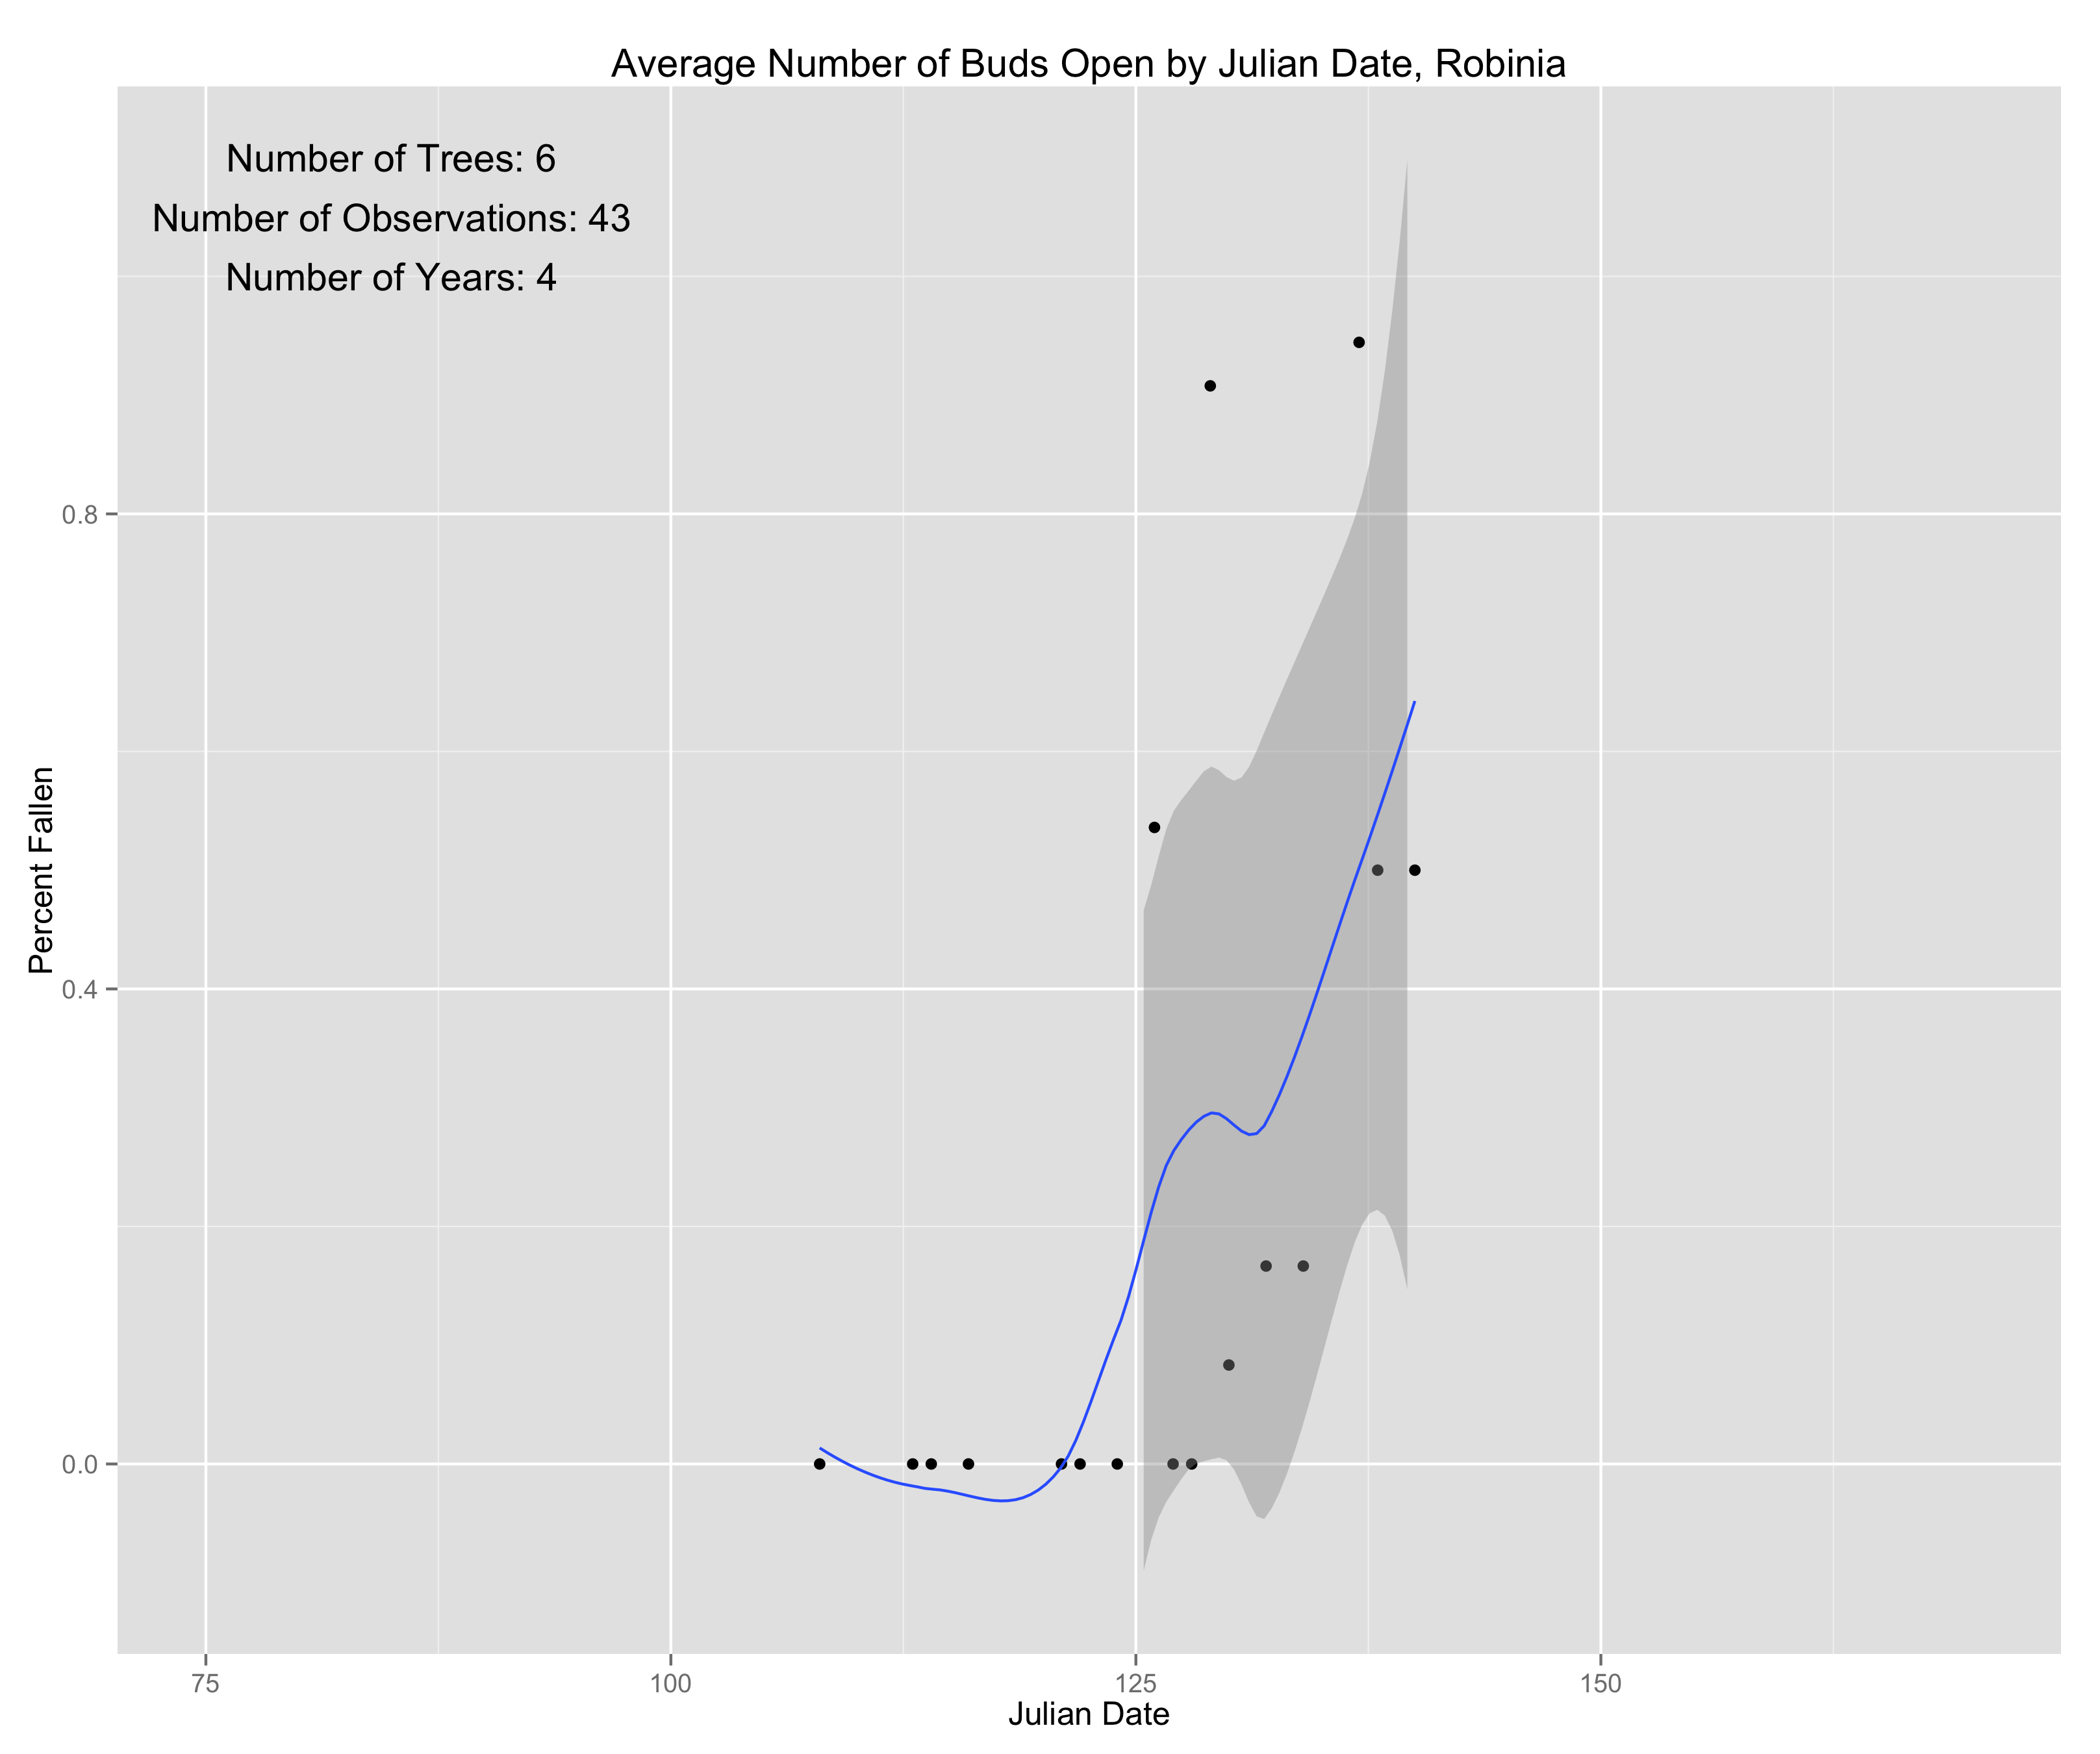 Average Number of Buds Open by Julian Date, Robinia
Number of Trees: 6
Number of Observations: 43
Number of Years: 4
0.8
0.4
0.0
Percent Fallen
75 100 125 150
Julian Date